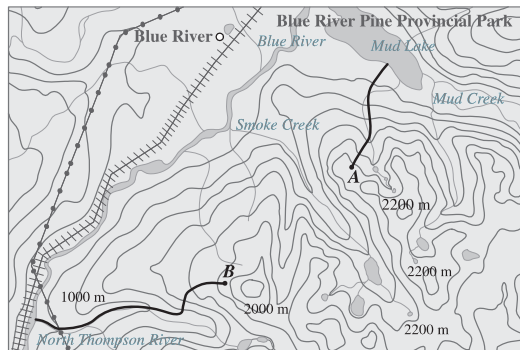 Blue River Pine Provincial Park
Blue River
Blue River
Mud Lake
Mud Creek
Smoke Creek
A
2200 m
B
2200 m
1000 m
2000 m
2200 m
North Thompson River